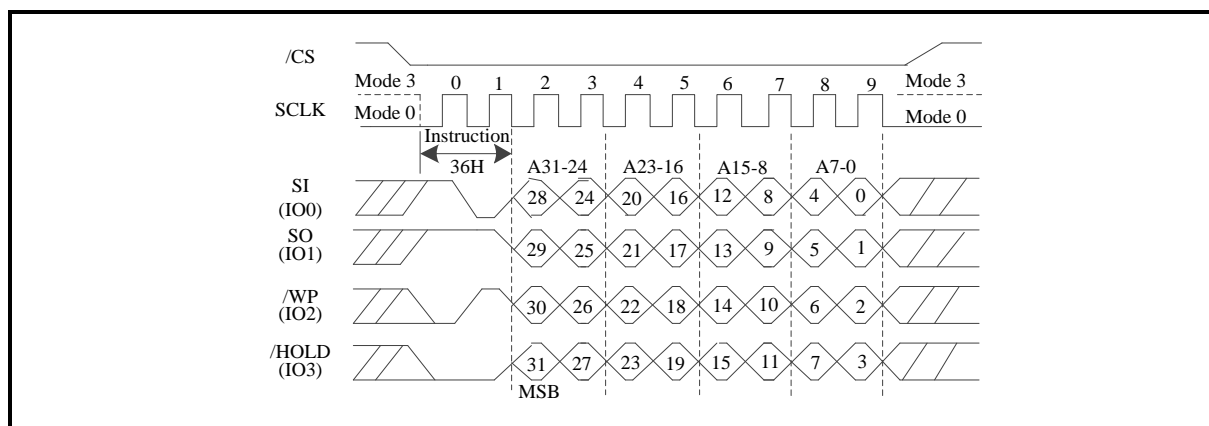 /CS
Mode 3 0 1 2 3 4 5 6 7 8 9 Mode 3
SCLK
Mode 0 Mode 0
Instruction
36H A31-24 A23-16 A15-8 A7-0
SI
(IO0)
28 24 20 16 12 8 4 0
SO
(IO1)
29 25 21 17 13 9 5 1
/WP
(IO2)
30 26 22 18 14 10 6 2
/HOLD
(IO3)
31 27 23 19 15 11 7 3
MSB